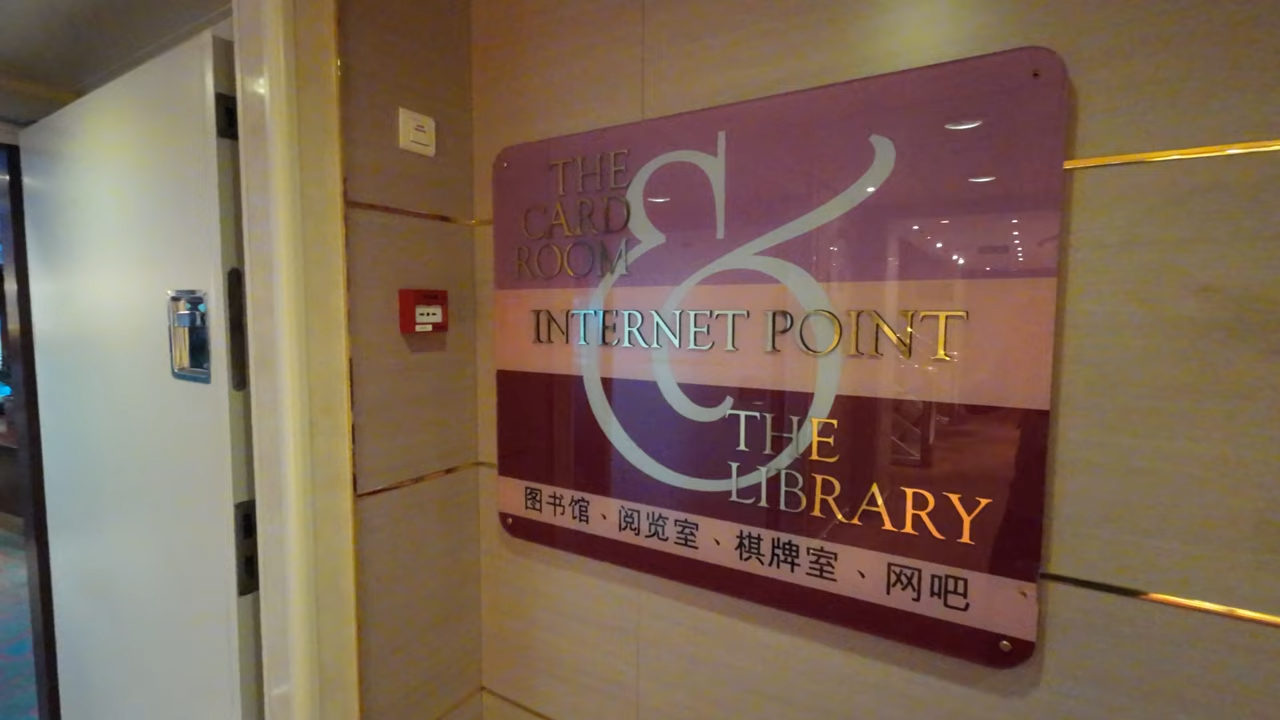 THE
CARD
ROOM
&
INTERNET POINT
THE
LIBRARY
图书馆、阅览室、棋牌室、网吧